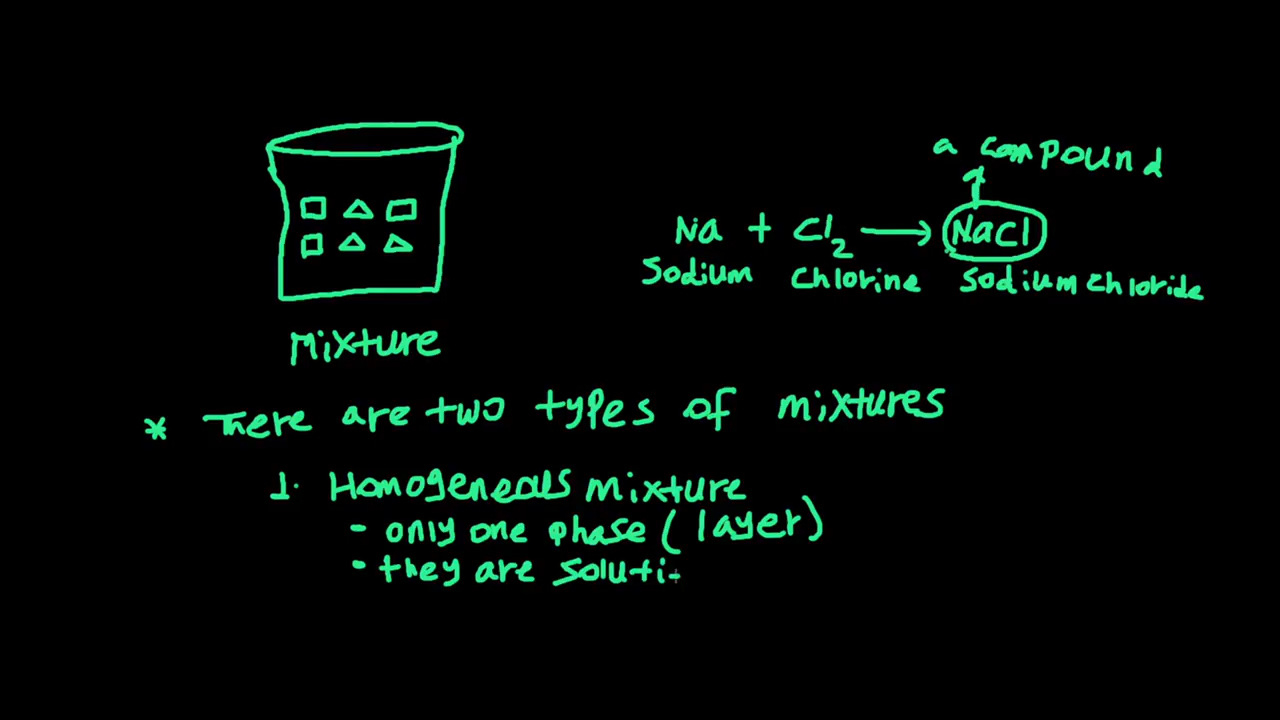 a compound
Na + Cl₂ → NaCl
Sodium chlorine sodium chloride
Mixture
* There are two types of mixtures
1. Homogeneous mixture
- only one phase (layer)
- they are soluti